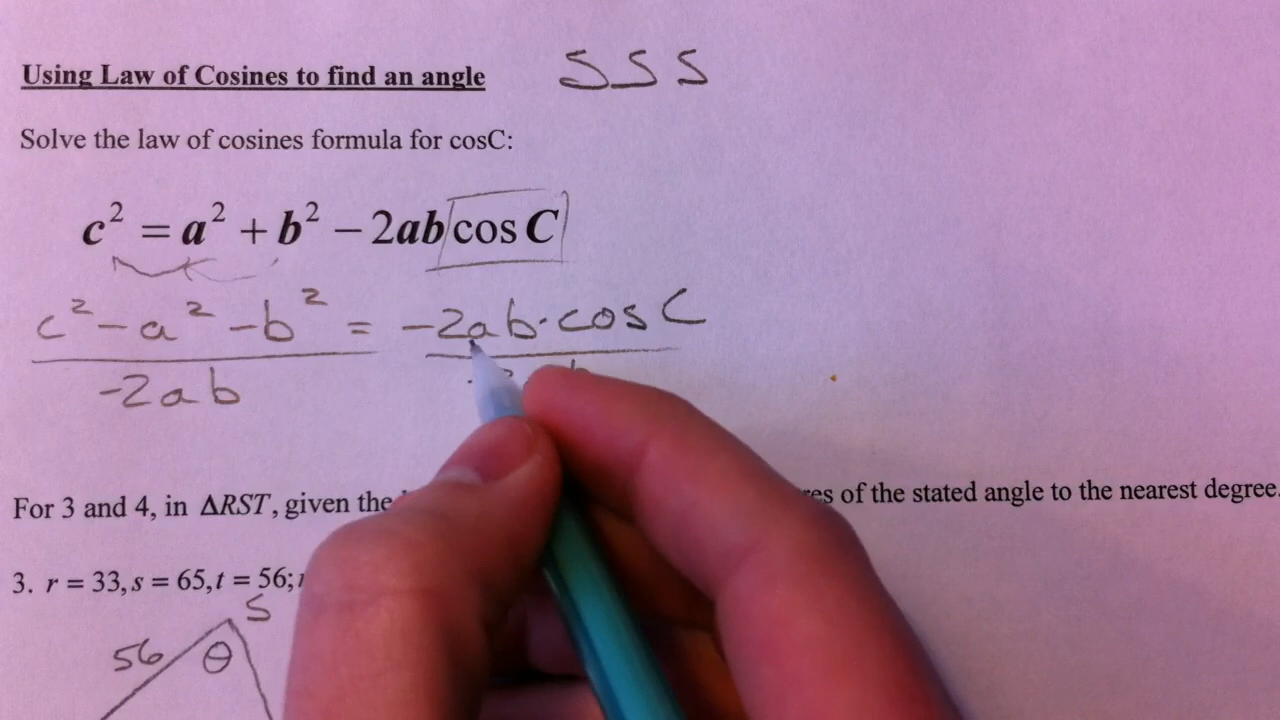 Using Law of Cosines to find an angle SSS
Solve the law of cosines formula for cosC:
c² = a² + b² − 2ab cos C
c² - a² - b² = -2ab·cos C
-2ab
For 3 and 4, in ΔRST, given the of the stated angle to the nearest degree.
3. r = 33, s = 65, t = 56;
S
56 θ